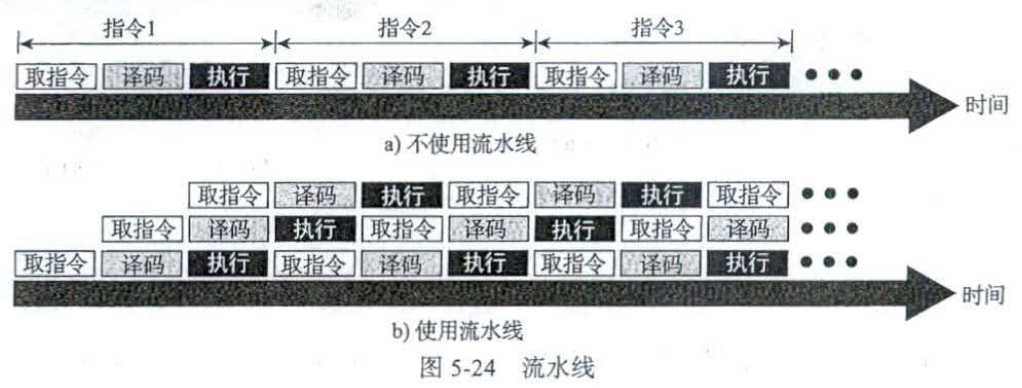 指令1 指令2 指令3
取指令 译码 执行 取指令 译码 执行 取指令 译码 执行 •••
时间
a) 不使用流水线
取指令 译码 执行 取指令 译码 执行 取指令 •••
取指令 译码 执行 取指令 译码 执行 取指令 译码 •••
取指令 译码 执行 取指令 译码 执行 取指令 译码 执行 •••
时间
b) 使用流水线
图 5-24 流水线